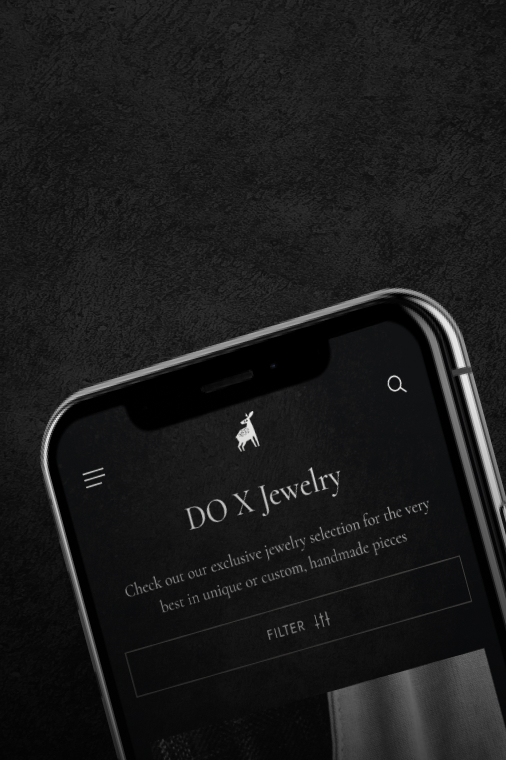 DO X Jewelry
Check out our exclusive jewelry selection for the very
best in unique or custom, handmade pieces
FILTER